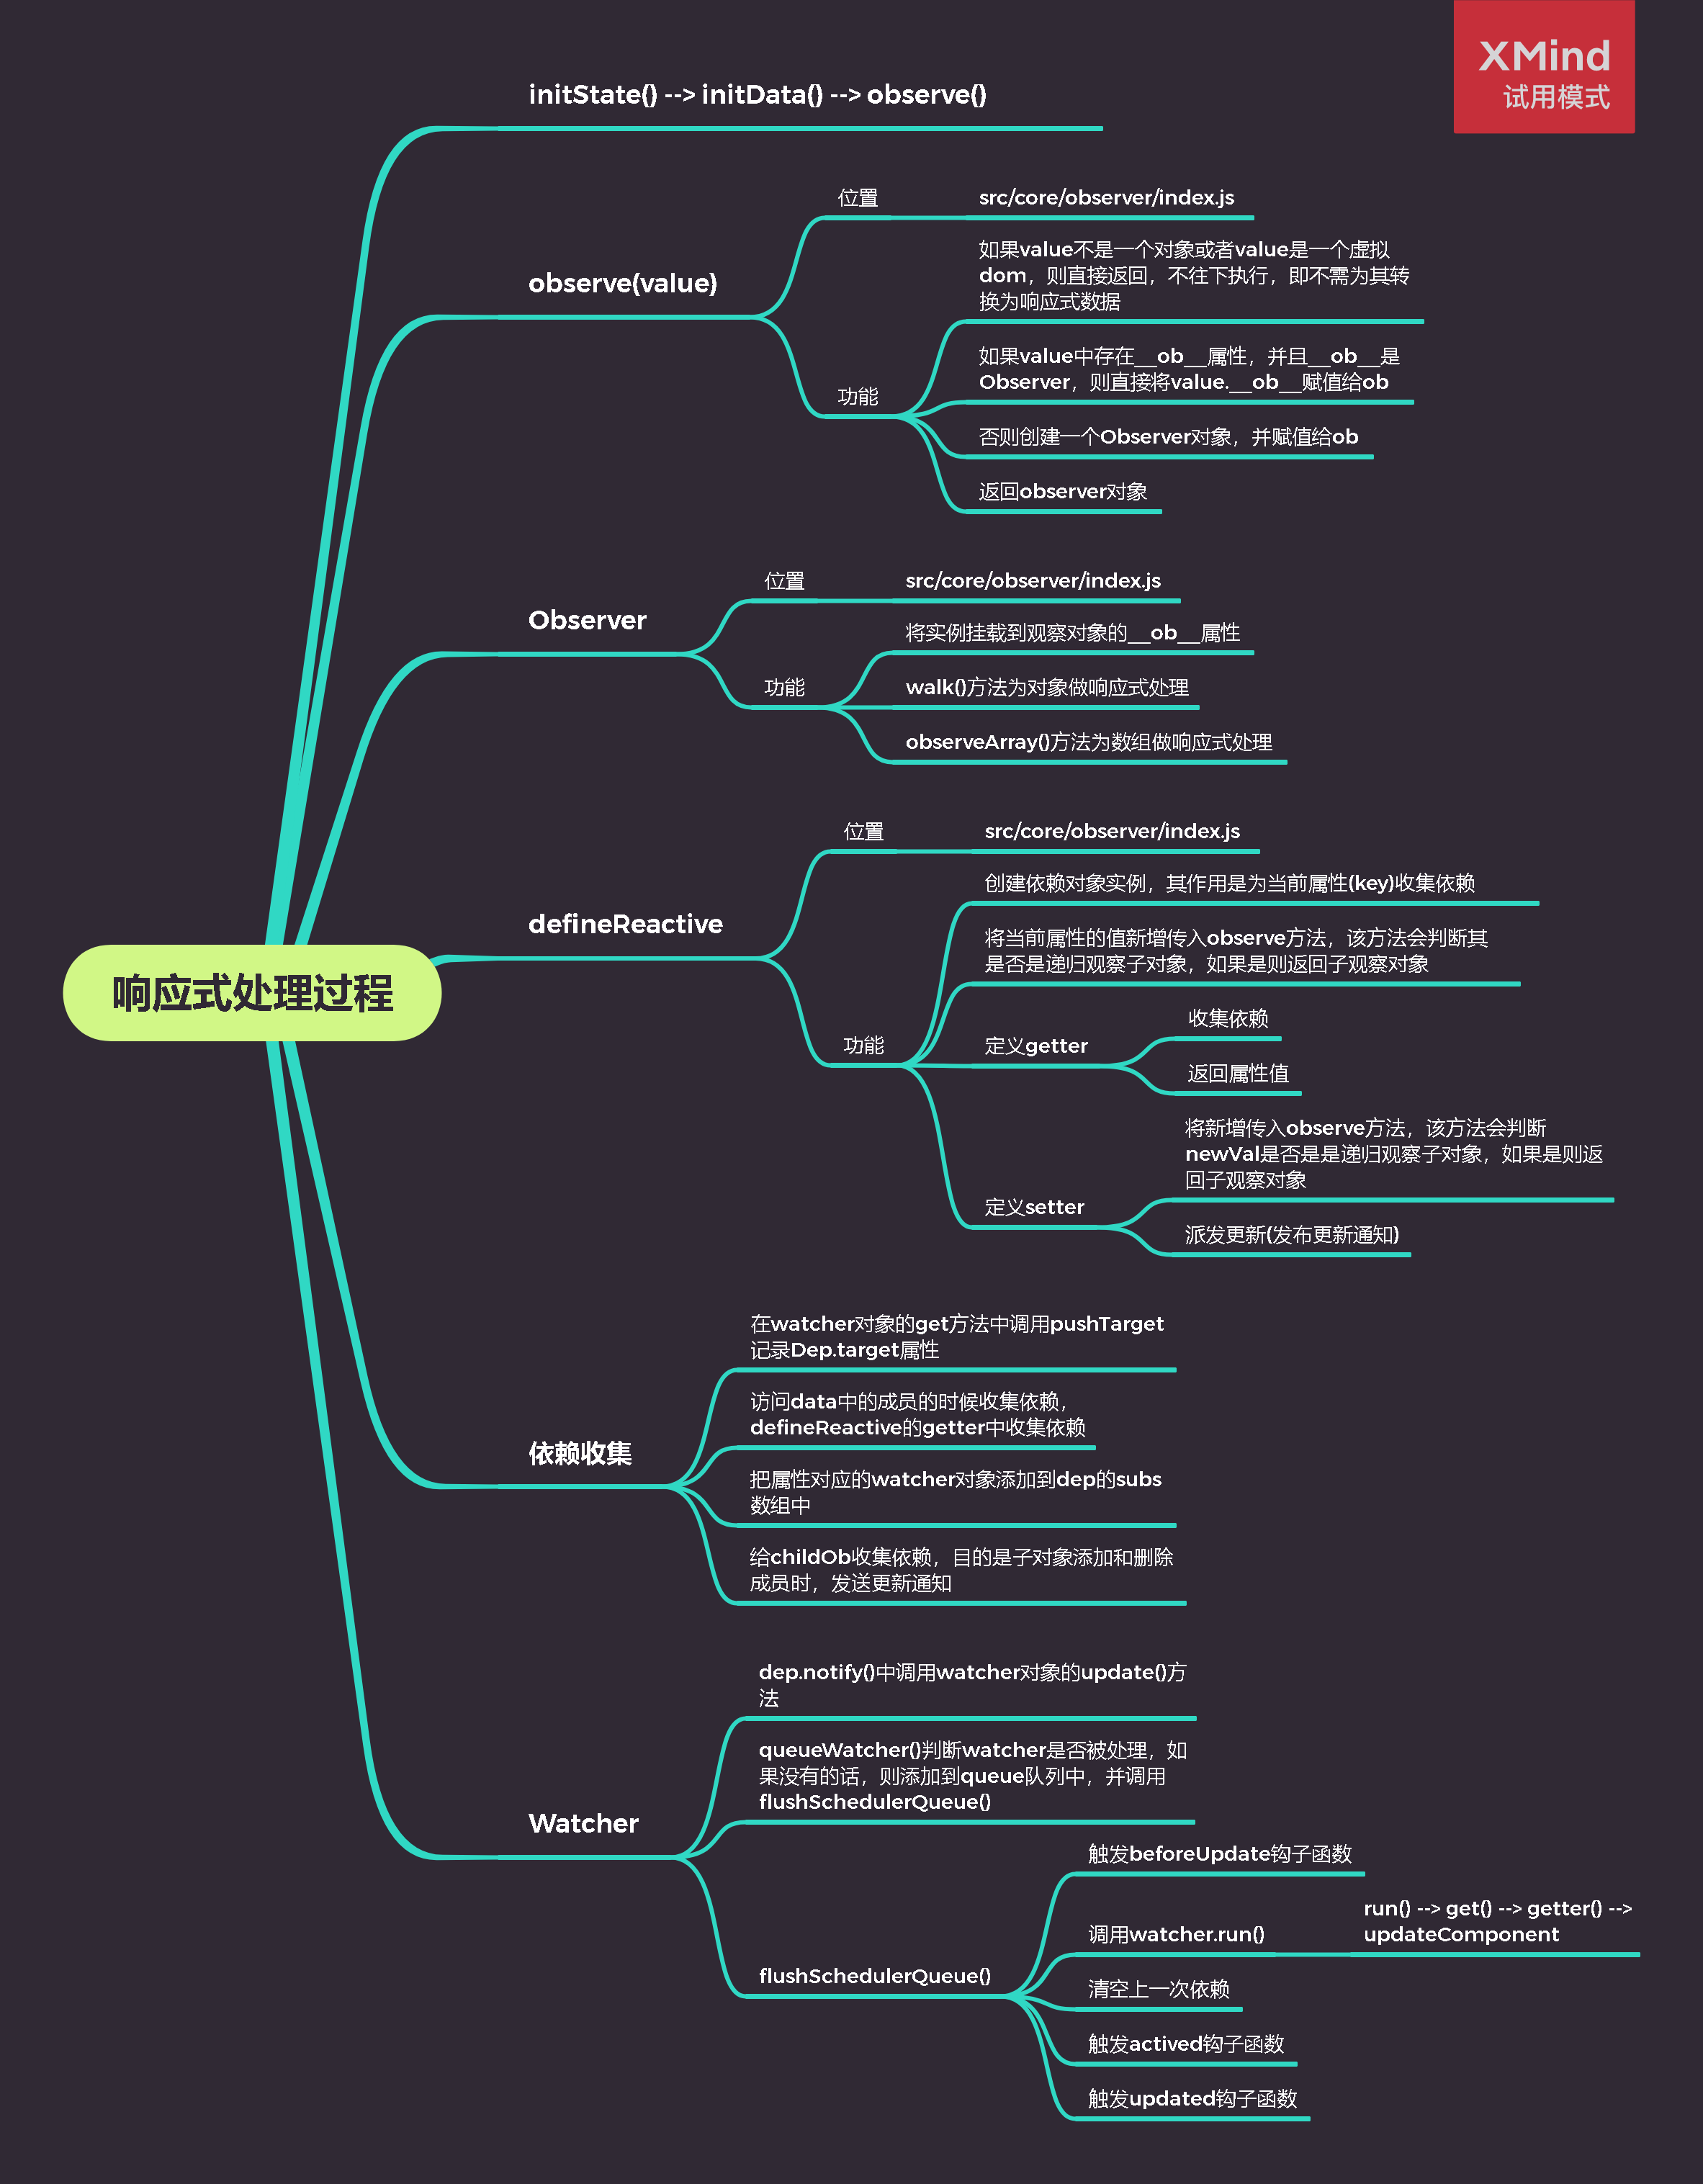 XMind
试用模式
initState() --> initData() --> observe()
observe(value)
位置
src/core/observer/index.js
功能
如果value不是一个对象或者value是一个虚拟
dom，则直接返回，不往下执行，即不需为其转
换为响应式数据
如果value中存在__ob__属性，并且__ob__是
Observer，则直接将value.__ob__赋值给ob
否则创建一个Observer对象，并赋值给ob
返回observer对象
Observer
位置
src/core/observer/index.js
功能
将实例挂载到观察对象的__ob__属性
walk()方法为对象做响应式处理
observeArray()方法为数组做响应式处理
响应式处理过程
defineReactive
位置
src/core/observer/index.js
功能
创建依赖对象实例，其作用是为当前属性(key)收集依赖
将当前属性的值新增传入observe方法，该方法会判断其
是否是递归观察子对象，如果是则返回子观察对象
定义getter
收集依赖
返回属性值
定义setter
将新增传入observe方法，该方法会判断
newVal是否是是递归观察子对象，如果是则返
回子观察对象
派发更新(发布更新通知)
依赖收集
在watcher对象的get方法中调用pushTarget
记录Dep.target属性
访问data中的成员的时候收集依赖，
defineReactive的getter中收集依赖
把属性对应的watcher对象添加到dep的subs
数组中
给childOb收集依赖，目的是子对象添加和删除
成员时，发送更新通知
Watcher
dep.notify()中调用watcher对象的update()方
法
queueWatcher()判断watcher是否被处理，如
果没有的话，则添加到queue队列中，并调用
flushSchedulerQueue()
flushSchedulerQueue()
触发beforeUpdate钩子函数
调用watcher.run()
run() --> get() --> getter() -->
updateComponent
清空上一次依赖
触发actived钩子函数
触发updated钩子函数